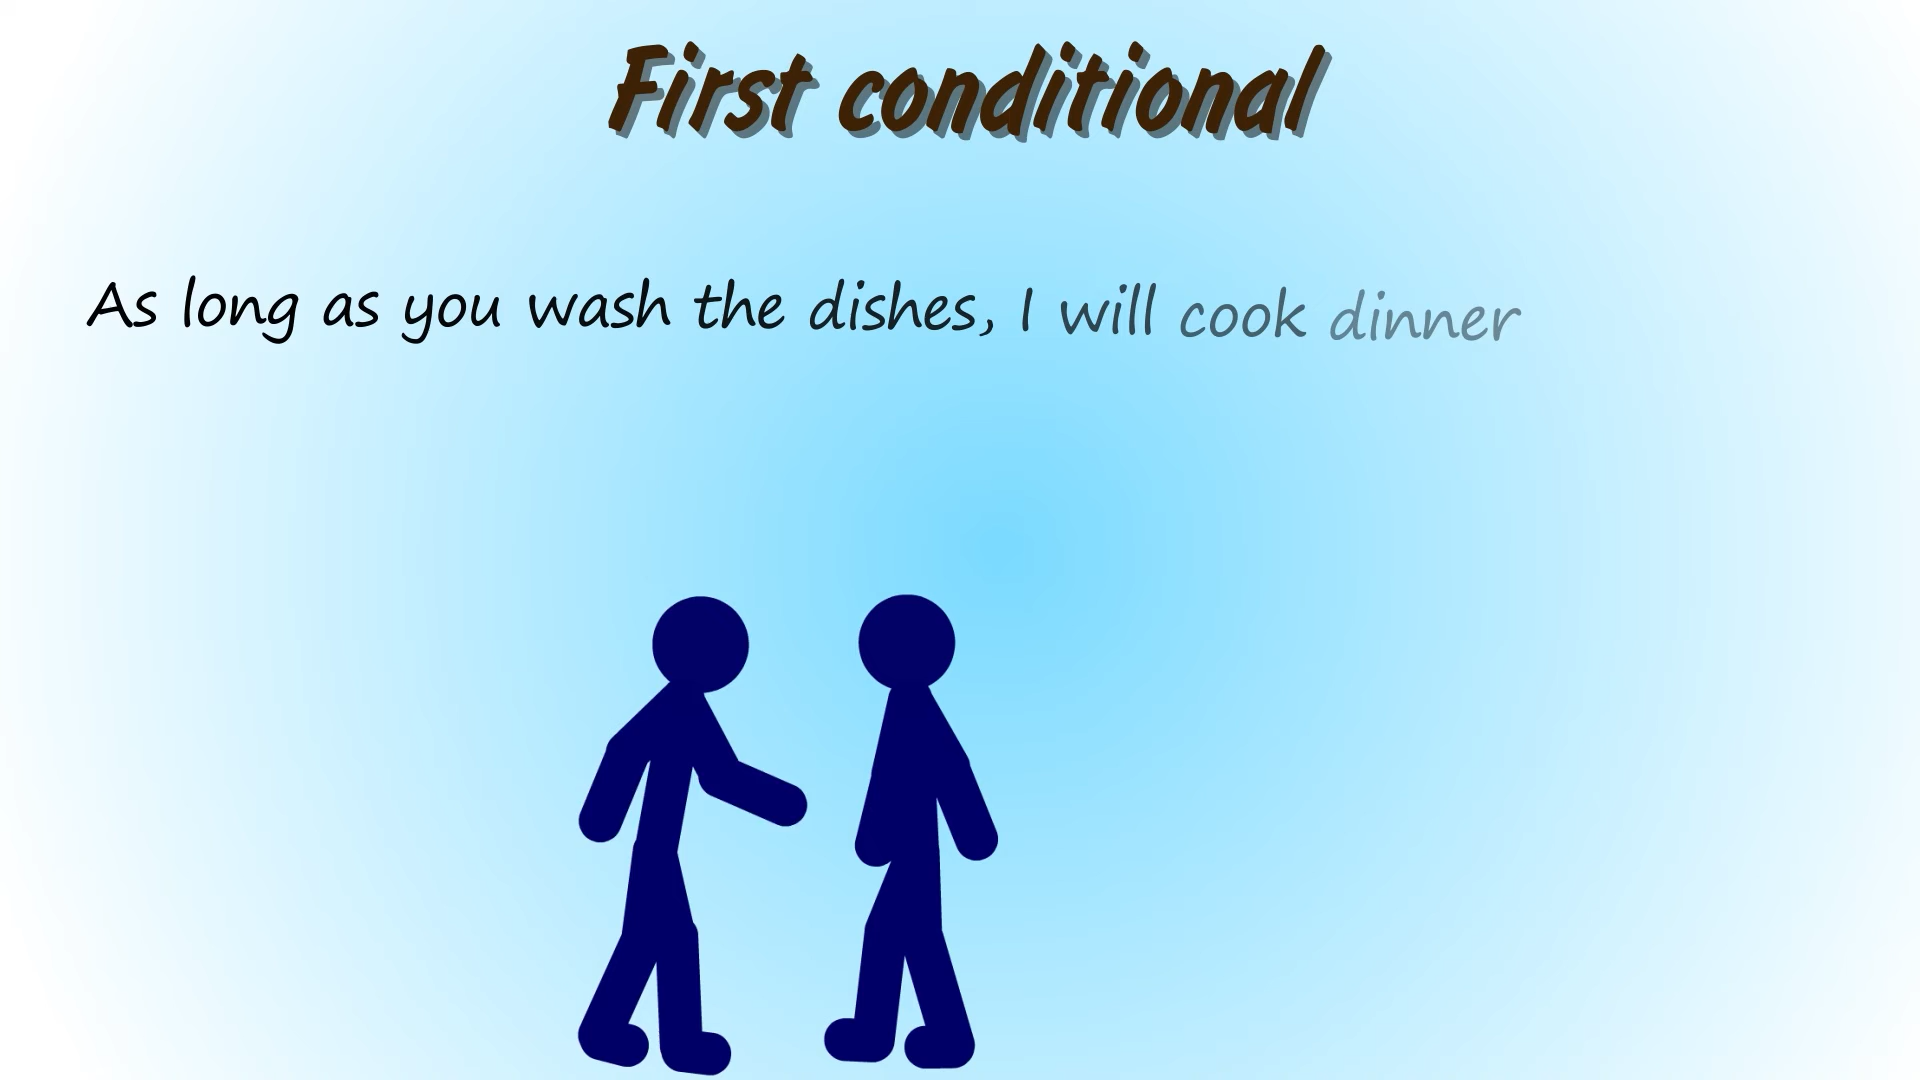 First conditional
As long as you wash the dishes, I will cook dinner